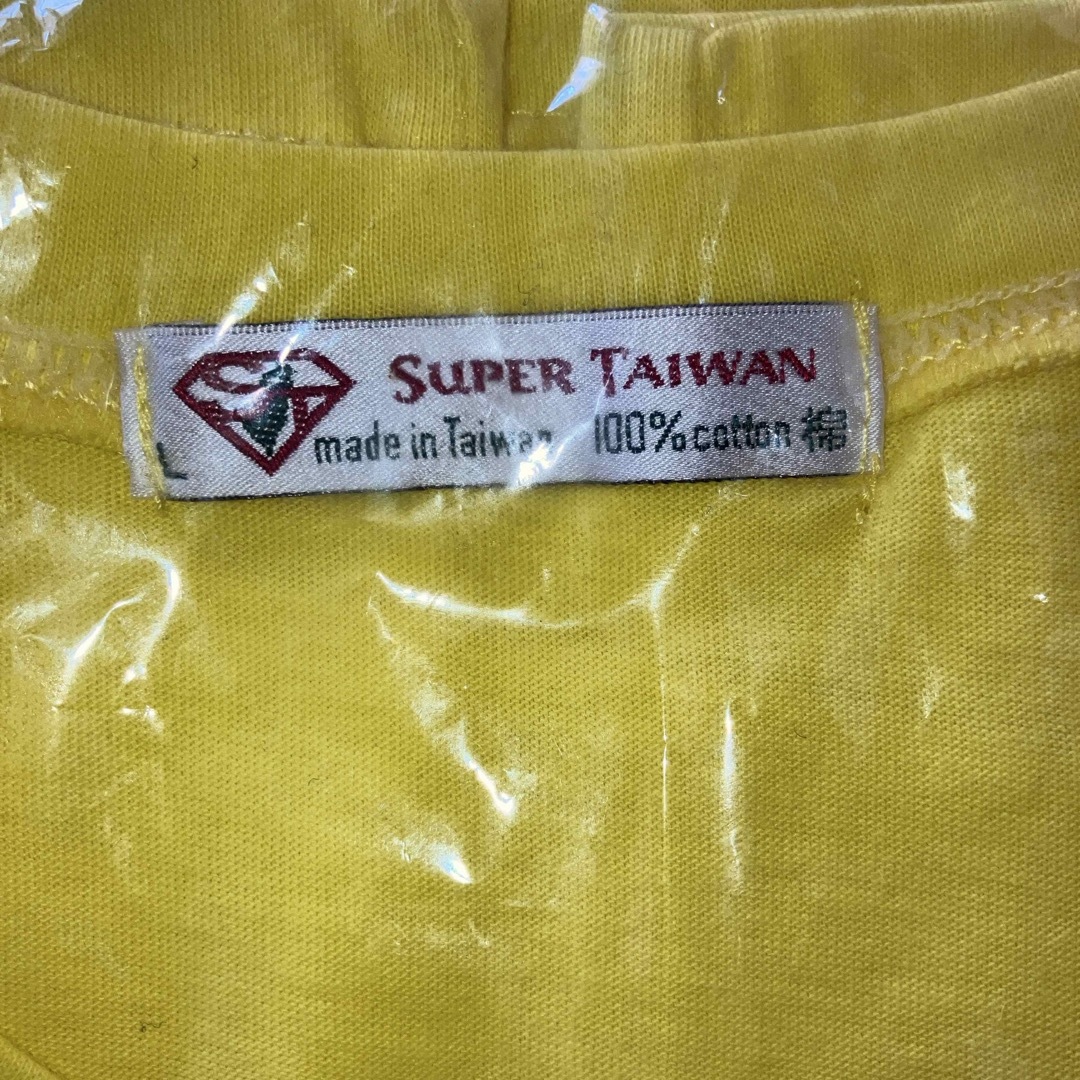 SUPER TAIWAN
made in Taiwan 100% cotton 棉
L